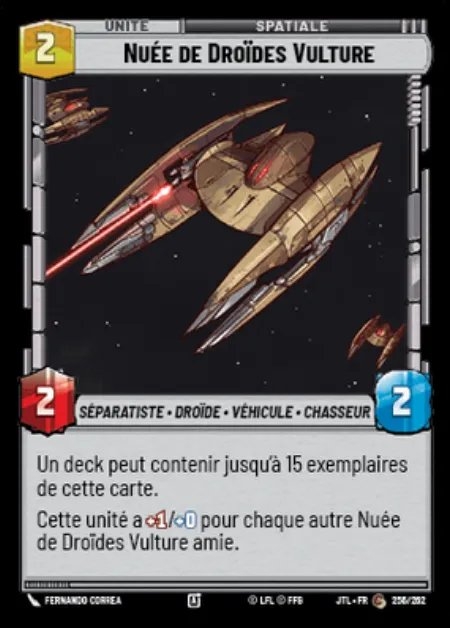 UNITÉ SPATIALE
2 NUÉE DE DROÏDES VULTURE
2 SÉPARATISTE • DROÏDE • VÉHICULE • CHASSEUR 2
Un deck peut contenir jusqu'à 15 exemplaires
de cette carte.
Cette unité a +1/+0 pour chaque autre Nuée
de Droïdes Vulture amie.
FERNANDO CORREA © LFL © FFG JTL • FR C 256/262